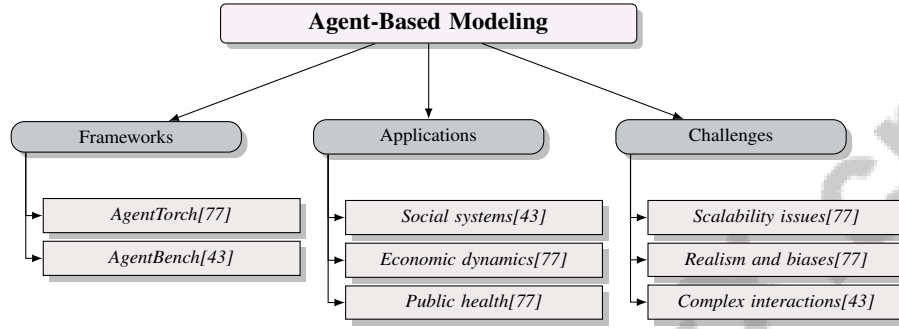 Agent-Based Modeling
Frameworks
AgentTorch[77]
AgentBench[43]
Applications
Social systems[43]
Economic dynamics[77]
Public health[77]
Challenges
Scalability issues[77]
Realism and biases[77]
Complex interactions[43]